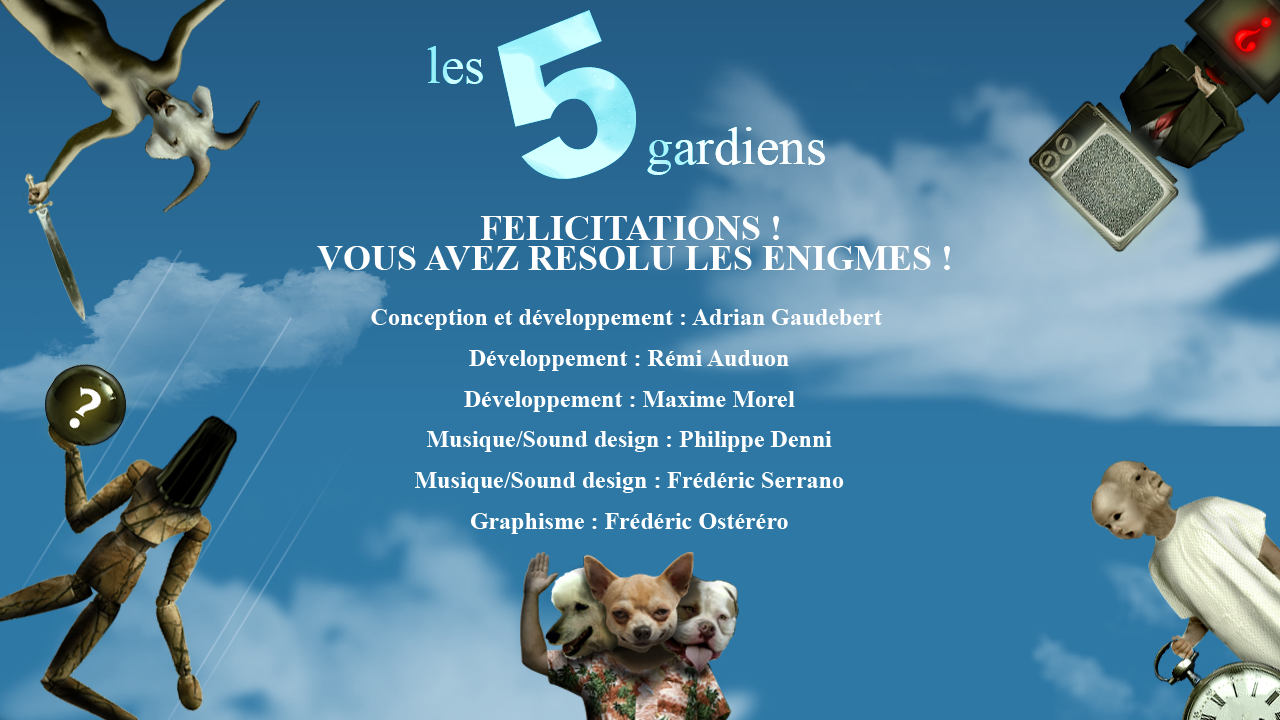 les 5 gardiens
FELICITATIONS !
VOUS AVEZ RESOLU LES ENIGMES !
Conception et développement : Adrian Gaudebert
Développement : Rémi Auduon
Développement : Maxime Morel
Musique/Sound design : Philippe Denni
Musique/Sound design : Frédéric Serrano
Graphisme : Frédéric Ostéréro
?
?